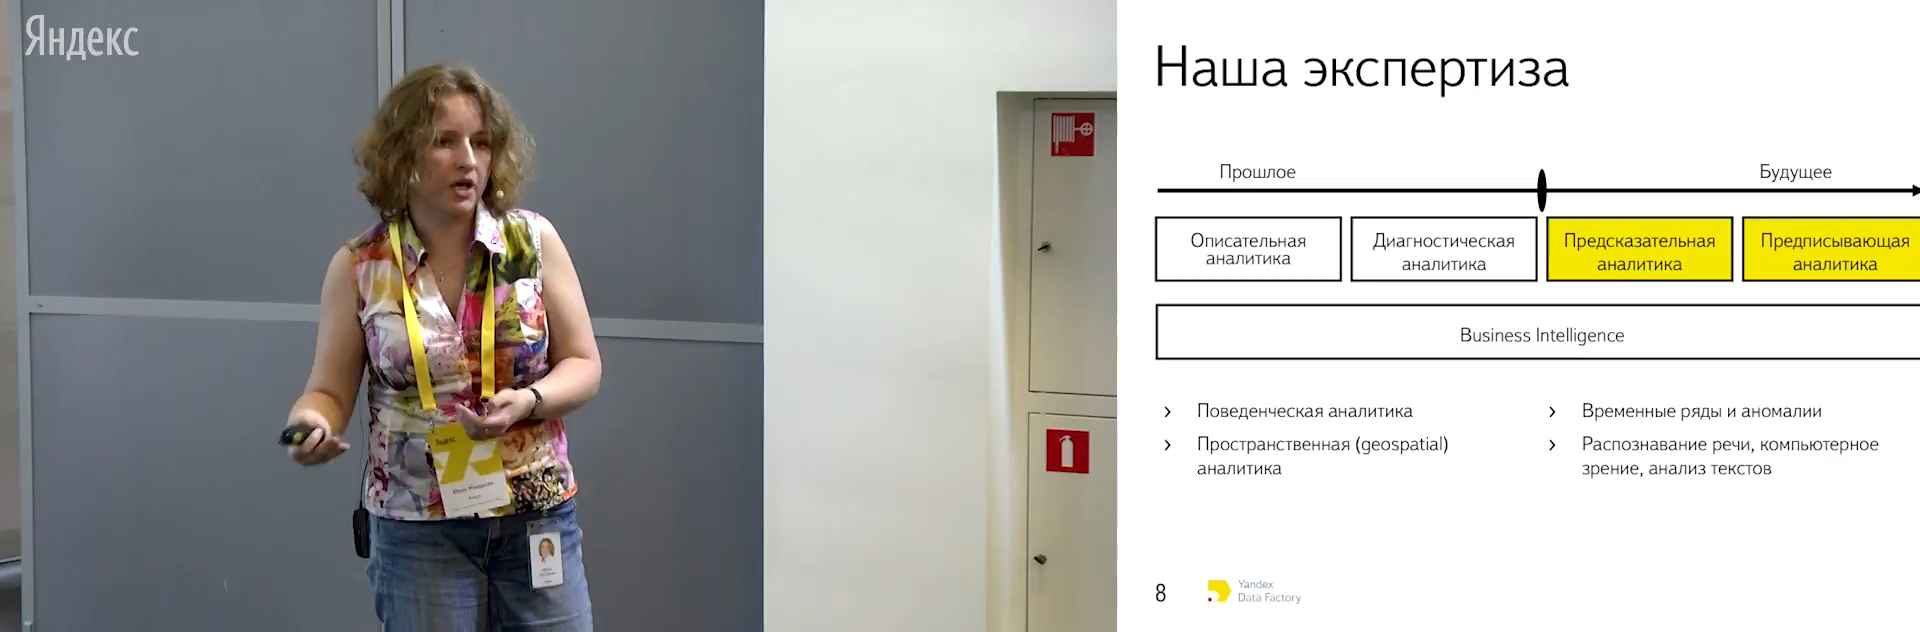 Яндекс
Яндекс
Наша экспертиза
Прошлое
Будущее
Описательная
аналитика
Диагностическая
аналитика
Предсказательная
аналитика
Предписывающая
аналитика
Business Intelligence
› Поведенческая аналитика
› Пространственная (geospatial)
аналитика
› Временные ряды и аномалии
› Распознавание речи, компьютерное
зрение, анализ текстов
8
Yandex
Data Factory